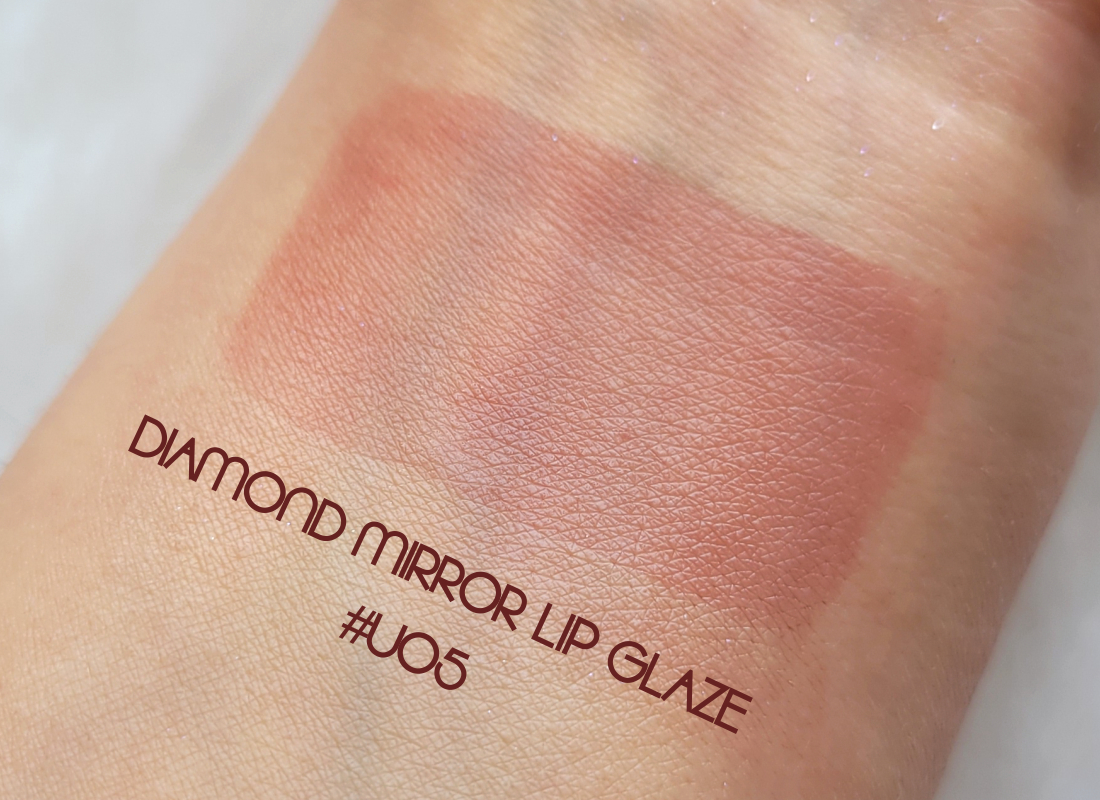 DIAMOND MIRROR LIP GLAZE
#U05